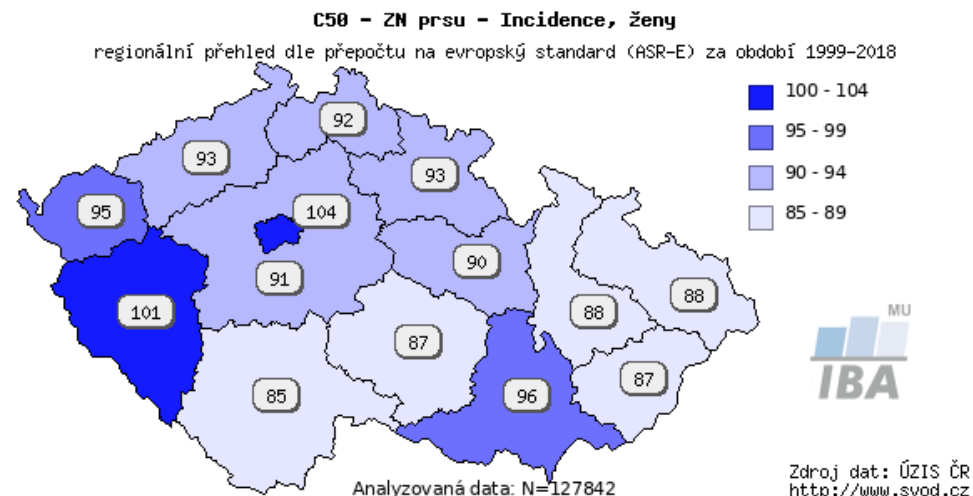 C50 - ZN prsu - Incidence, ženy
regionální přehled dle přepočtu na evropský standard (ASR-E) za období 1999-2018
100 - 104
95 - 99
90 - 94
85 - 89
92
93
93
95
104
90
91
101
88
88
87
87
85
96
MU
IBA
Analyzovaná data: N=127842
Zdroj dat: ÚZIS ČR
http://www.svod.cz